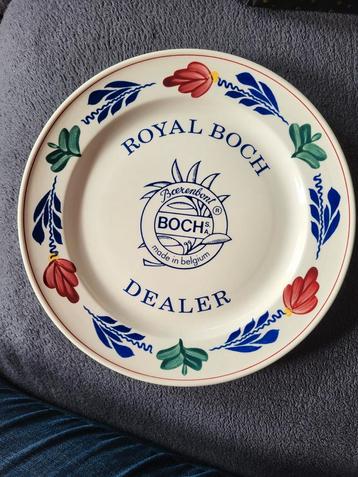 ROYAL BOCH
Boerenbont
®
BOCH S.A.
made in belgium
DEALER